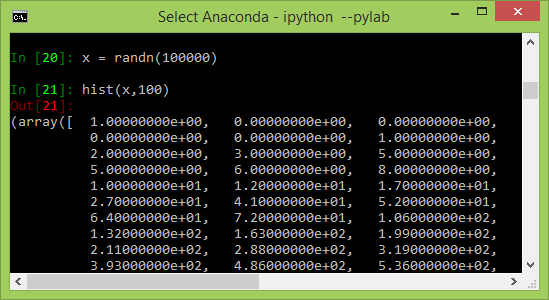 Select Anaconda - ipython  --pylab
In [20]: x = randn(100000)
In [21]: hist(x,100)
Out[21]:
(array([  1.00000000e+00,   0.00000000e+00,   0.00000000e+00,
          0.00000000e+00,   0.00000000e+00,   1.00000000e+00,
          2.00000000e+00,   3.00000000e+00,   5.00000000e+00,
          5.00000000e+00,   6.00000000e+00,   8.00000000e+00,
          1.00000000e+01,   1.20000000e+01,   1.70000000e+01,
          2.70000000e+01,   4.10000000e+01,   5.20000000e+01,
          6.40000000e+01,   7.20000000e+01,   1.06000000e+02,
          1.32000000e+02,   1.63000000e+02,   1.99000000e+02,
          2.11000000e+02,   2.88000000e+02,   3.19000000e+02,
          3.93000000e+02,   4.86000000e+02,   5.36000000e+02,